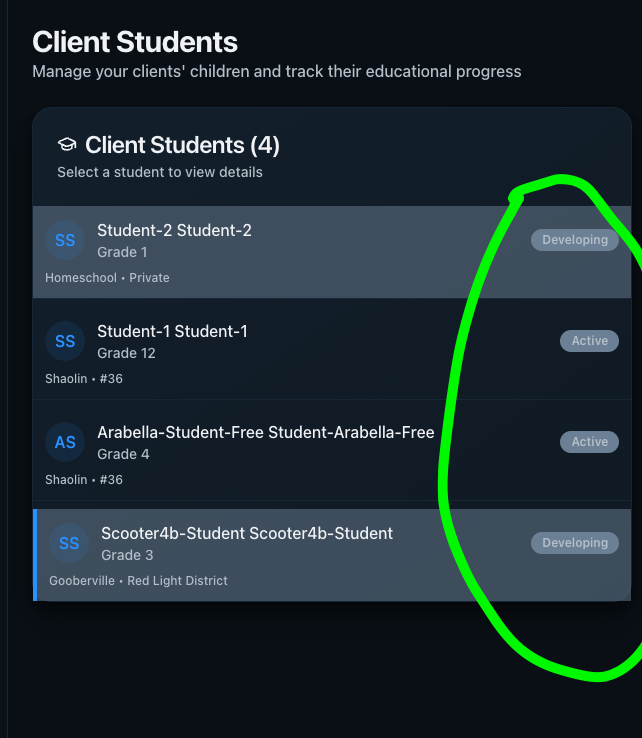 Client Students
Manage your clients' children and track their educational progress
Client Students (4)
Select a student to view details
SS
Student-2 Student-2
Grade 1
Developing
Homeschool • Private
SS
Student-1 Student-1
Grade 12
Active
Shaolin • #36
AS
Arabella-Student-Free Student-Arabella-Free
Grade 4
Active
Shaolin • #36
SS
Scooter4b-Student Scooter4b-Student
Grade 3
Developing
Gooberville • Red Light District